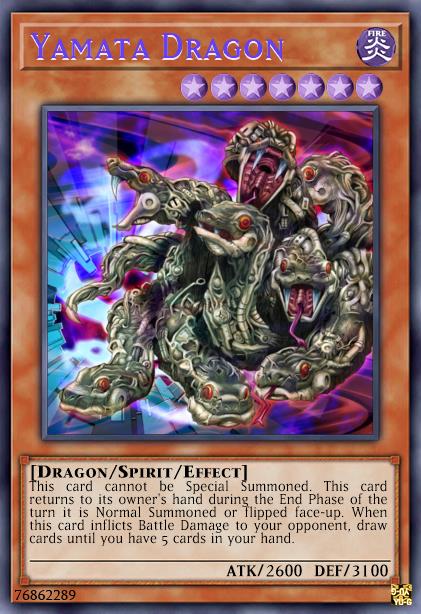 Yamata Dragon
FIRE
炎
[Dragon/Spirit/Effect]
This card cannot be Special Summoned. This card
returns to its owner's hand during the End Phase of the
turn it is Normal Summoned or flipped face-up. When
this card inflicts Battle Damage to your opponent, draw
cards until you have 5 cards in your hand.
ATK/2600 DEF/3100
76862289